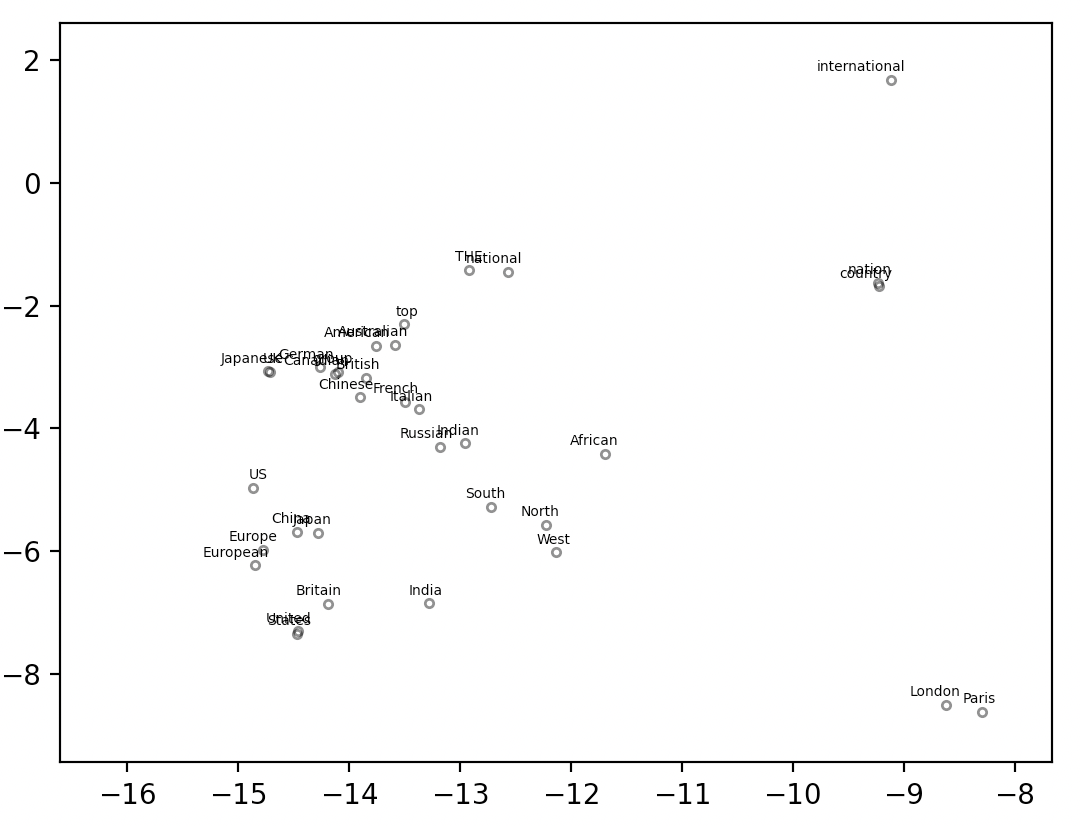 2
0
−2
−4
−6
−8
international
nation
country
THE
national
top
American
Australian
Japanese
UK
German
Canadian
group
British
Chinese
French
Italian
Russian
Indian
African
US
South
China
Japan
North
Europe
West
European
Britain
India
United
States
London
Paris
−16
−15
−14
−13
−12
−11
−10
−9
−8